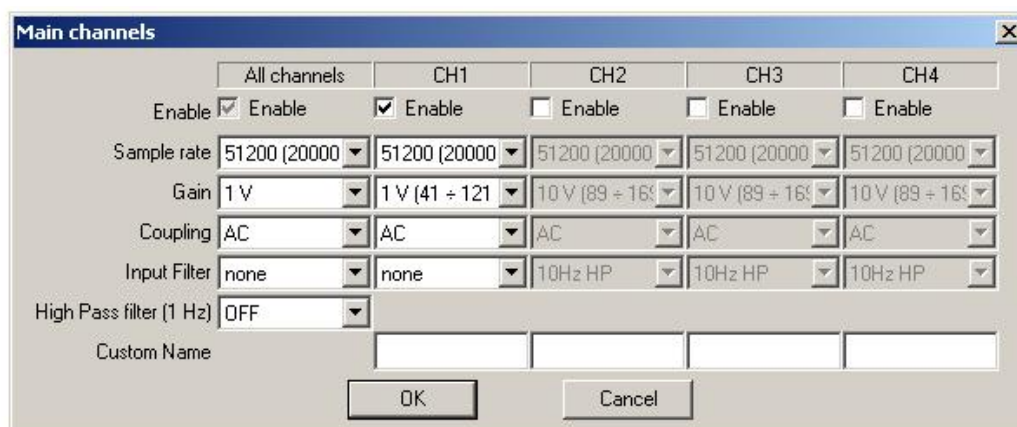 Main channels
All channels CH1 CH2 CH3 CH4
Enable Enable Enable Enable Enable Enable
Sample rate 51200 (20000 51200 (20000 51200 (20000 51200 (20000 51200 (20000
Gain 1 V 1 V (41 ÷ 121 10 V (89 ÷ 169 10 V (89 ÷ 169 10 V (89 ÷ 169
Coupling AC AC AC AC AC
Input Filter none none 10Hz HP 10Hz HP 10Hz HP
High Pass filter (1 Hz) OFF
Custom Name
OK Cancel